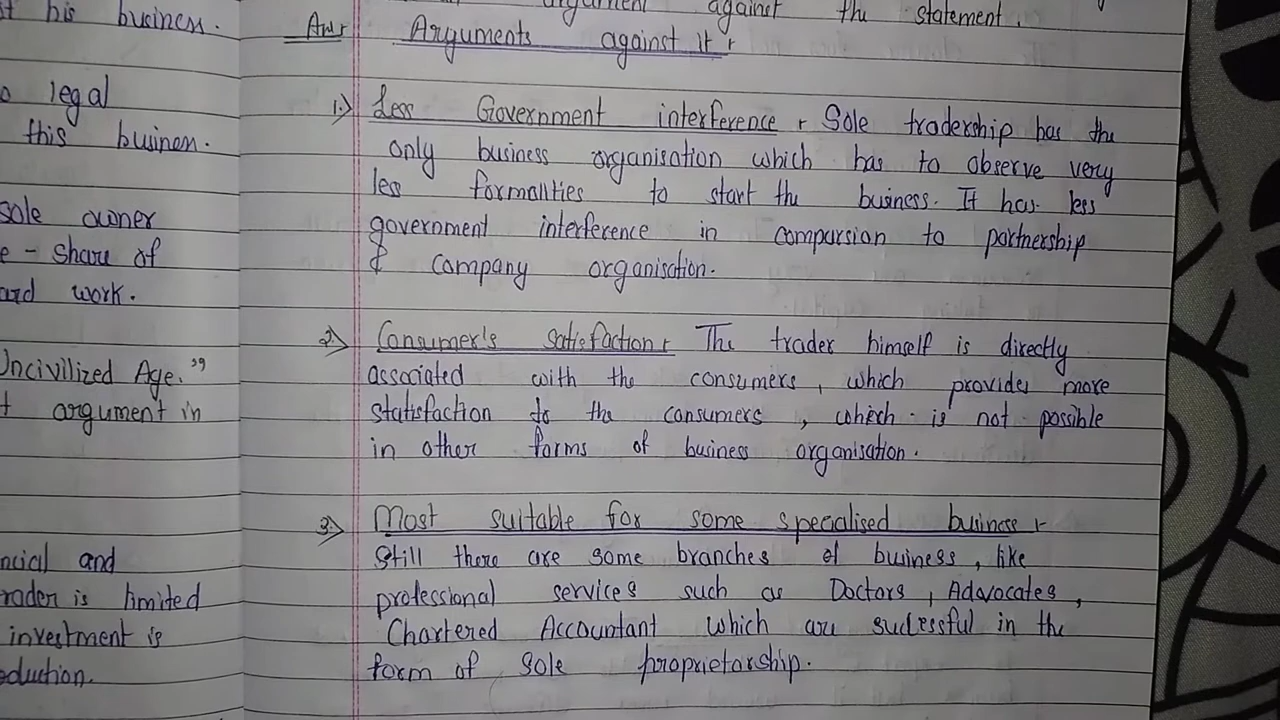 t his business.
o legal
this business.
sole owner
e - share of
ard work.
Uncivilized Age."
t argument in
ncial and
rader is limited
investment is
oduction.
argument against the statement.
Ans Arguments against it
1.) Less Government interference Sole tradership has the
only business organisation which has to observe very
less formalities to start the business. It has less
government interference in comparsion to partnership
& company organisation.
2.) Consumer's satisfaction The trader himself is directly
associated with the consumers, which provides more
statisfaction to the consumers, which is not possible
in other forms of business organisation.
3.) Most suitable for some specialised business
Still there are some branches of business, like
professional services such as Doctors, Adavocates,
Chartered Accountant which are sucessful in the
form of sole proprietorship.